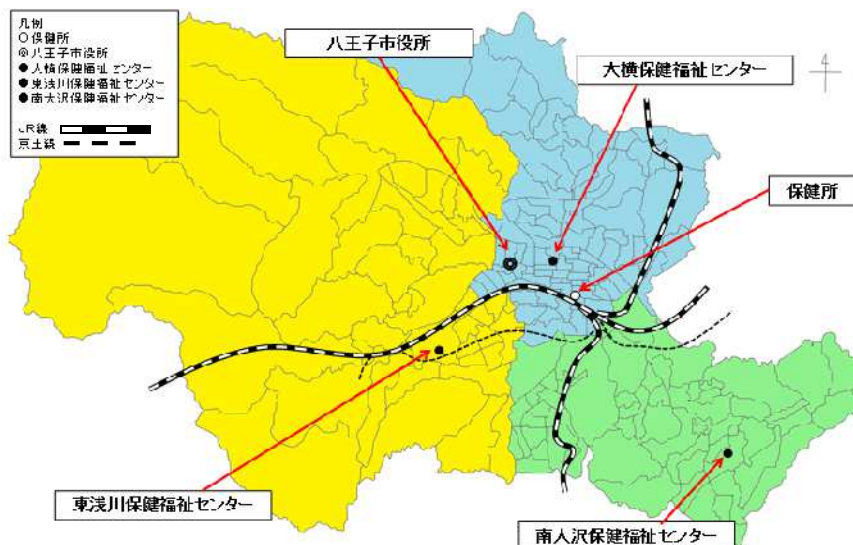 凡例
保健所
八王子市役所
大横保健福祉センター
東浅川保健福祉センター
南大沢保健福祉センター
JR線
京王線
八王子市役所
大横保健福祉センター
保健所
東浅川保健福祉センター
南大沢保健福祉センター